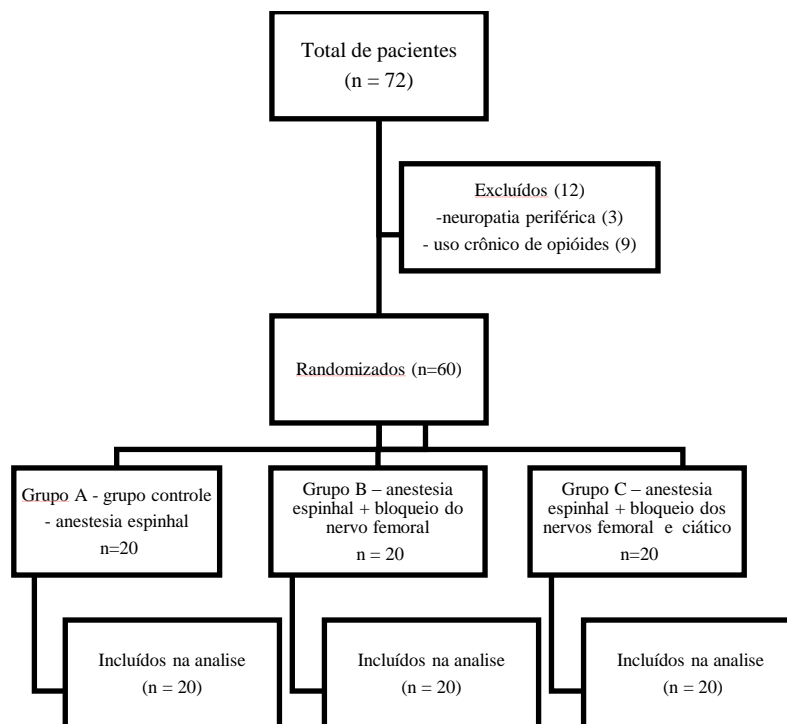 Total de pacientes
(n = 72)
Excluídos (12)
-neuropatia periférica (3)
- uso crônico de opióides (9)
Randomizados (n=60)
Grupo A - grupo controle
- anestesia espinhal
n=20
Grupo B – anestesia
espinhal + bloqueio do
nervo femoral
n = 20
Grupo C – anestesia
espinhal + bloqueio dos
nervos femoral e ciático
n=20
Incluídos na analise
(n = 20)
Incluídos na analise
(n = 20)
Incluídos na analise
(n = 20)